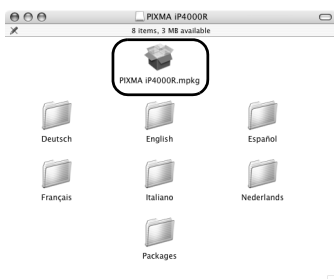 PIXMA iP4000R
8 items, 3 MB available
PIXMA iP4000R.mpkg
Deutsch English Español
Français Italiano Nederlands
Packages